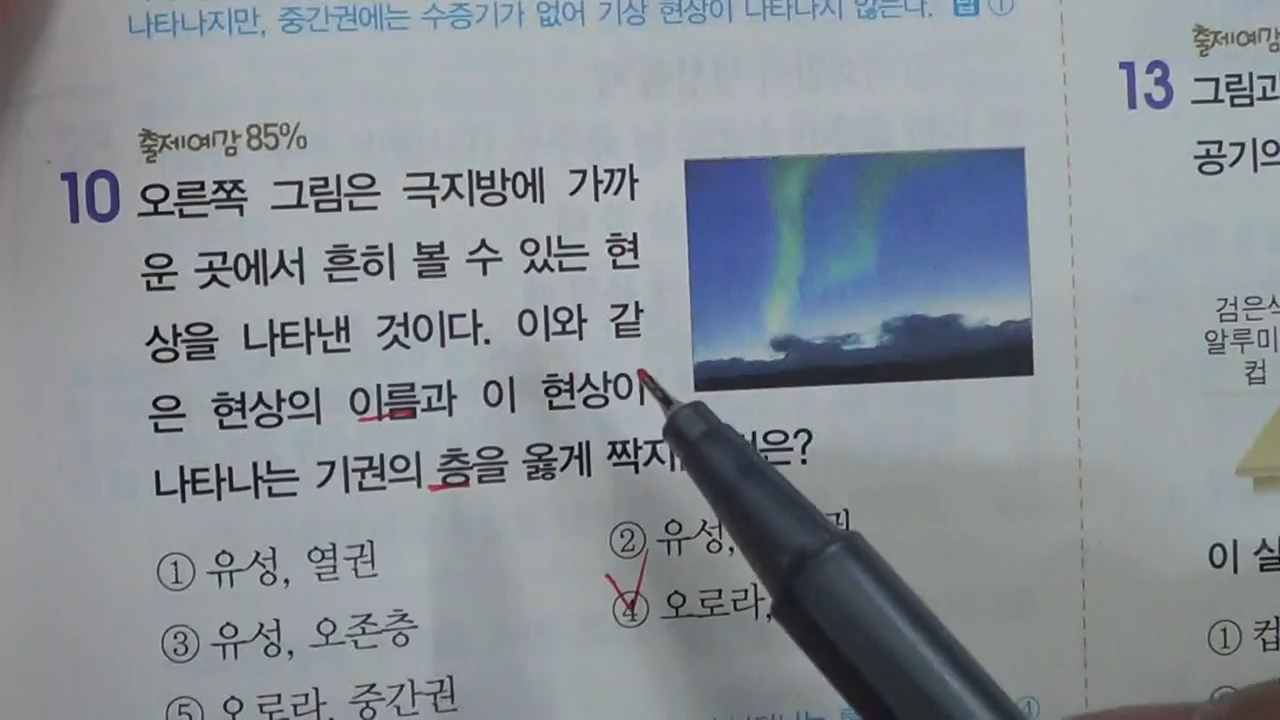 나타나지만, 중간권에는 수증기가 없어 기상 현상이 나타나지 않는다. 답 ①
출제예감 85%
10 오른쪽 그림은 극지방에 가까
운 곳에서 흔히 볼 수 있는 현
상을 나타낸 것이다. 이와 같
은 현상의 이름과 이 현상이
나타나는 기권의 층을 옳게
① 유성, 열권
② 유성,
③ 유성, 오존층
④ 오로라,
⑤ 오로라, 중간권
④
출제예감
13 그림과
공기의
검은색
알루미
컵
이 실
① 컵